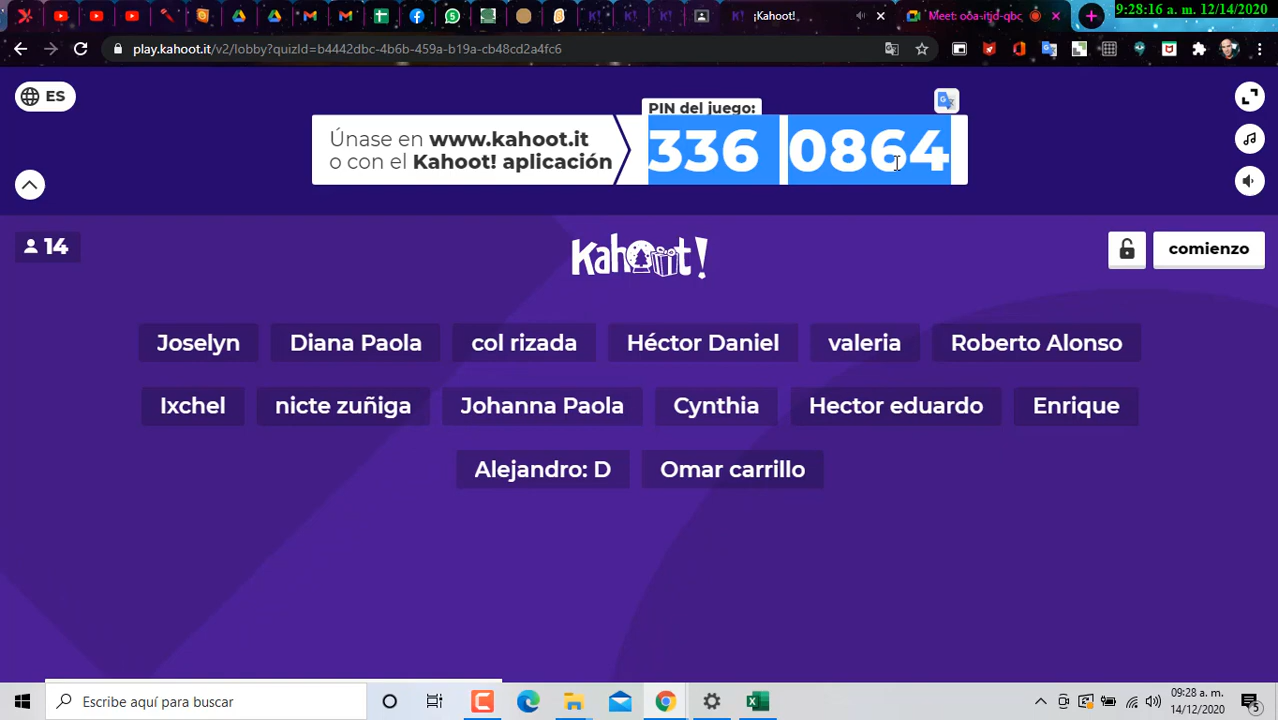 9:28:16 a. m. 12/14/2020
¡Kahoot!
Meet: ooa-itjd-qbc
play.kahoot.it/v2/lobby?quizId=b4442dbc-4b6b-459a-b19a-cb48cd2a4fc6
ES
PIN del juego:
Únase en www.kahoot.it
o con el Kahoot! aplicación
336 0864
14
Kahoot!
comienzo
Joselyn Diana Paola col rizada Héctor Daniel valeria Roberto Alonso
Ixchel nicte zuñiga Johanna Paola Cynthia Hector eduardo Enrique
Alejandro: D Omar carrillo
Escribe aquí para buscar
09:28 a. m.
14/12/2020
5